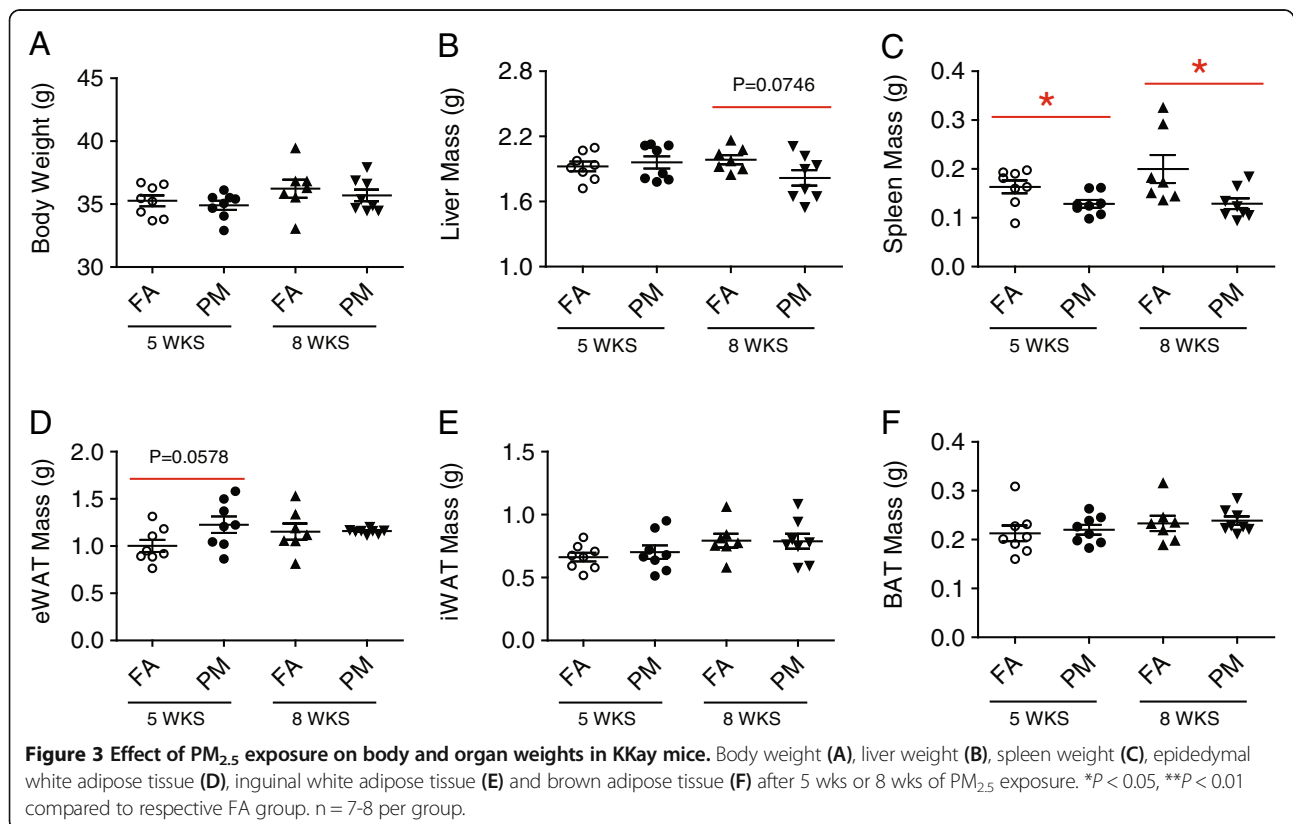 A
Body Weight (g)
45
40
35
30
FA
PM
FA
PM
5 WKS
8 WKS
B
Liver Mass (g)
2.8
2.2
1.6
1.0
P=0.0746
FA
PM
FA
PM
5 WKS
8 WKS
C
Spleen Mass (g)
0.4
0.3
0.2
0.1
0.0
*
*
FA
PM
FA
PM
5 WKS
8 WKS
D
eWAT Mass (g)
2.0
1.5
1.0
0.5
0.0
P=0.0578
FA
PM
FA
PM
5 WKS
8 WKS
E
iWAT Mass (g)
1.5
1.0
0.5
0.0
FA
PM
FA
PM
5 WKS
8 WKS
F
BAT Mass (g)
0.4
0.3
0.2
0.1
0.0
FA
PM
FA
PM
5 WKS
8 WKS
Figure 3 Effect of PM2.5 exposure on body and organ weights in KKay mice. Body weight (A), liver weight (B), spleen weight (C), epidedymal
white adipose tissue (D), inguinal white adipose tissue (E) and brown adipose tissue (F) after 5 wks or 8 wks of PM2.5 exposure. *P < 0.05, **P < 0.01
compared to respective FA group. n = 7-8 per group.